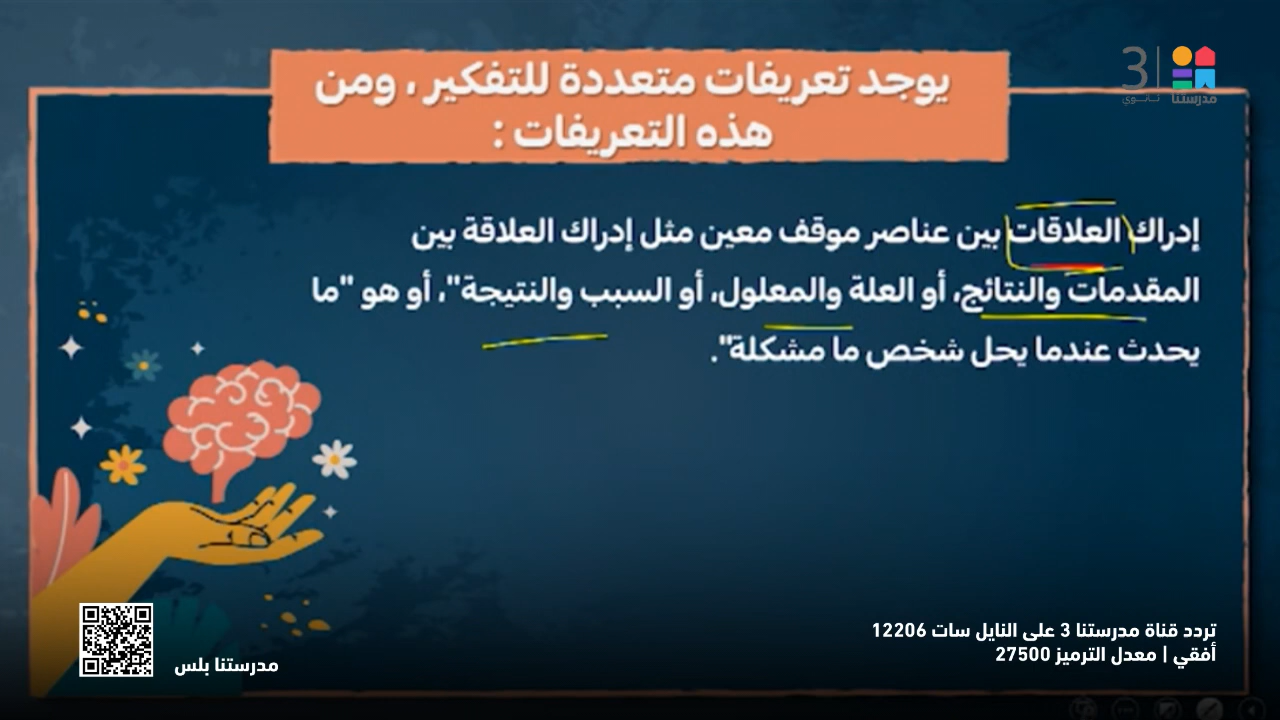 يوجد تعريفات متعددة للتفكير ، ومن
هذه التعريفات :
3
ثانوي
مدرستنا
إدراك العلاقات بين عناصر موقف معين مثل إدراك العلاقة بين
المقدمات والنتائج، أو العلة والمعلول، أو السبب والنتيجة"، أو هو "ما
يحدث عندما يحل شخص ما مشكلة".
تردد قناة مدرستنا 3 على النايل سات 12206
أفقي | معدل الترميز 27500
مدرستنا بلس